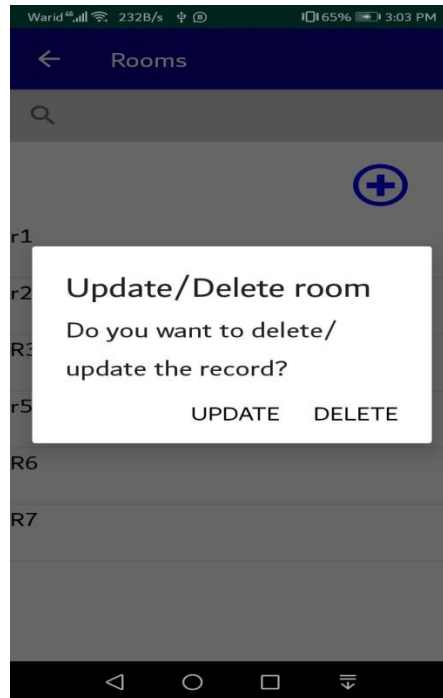 Warid 4G 232B/s 65% 3:03 PM
Rooms
r1
r2
Update/Delete room
Do you want to delete/
update the record?
R3
r5
UPDATE DELETE
R6
R7